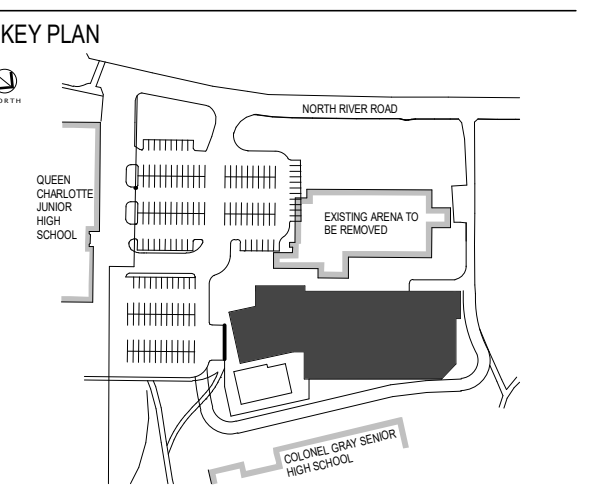 KEY PLAN
NORTH RIVER ROAD
QUEEN
CHARLOTTE
JUNIOR
HIGH
SCHOOL
EXISTING ARENA TO
BE REMOVED
COLONEL GRAY SENIOR
HIGH SCHOOL